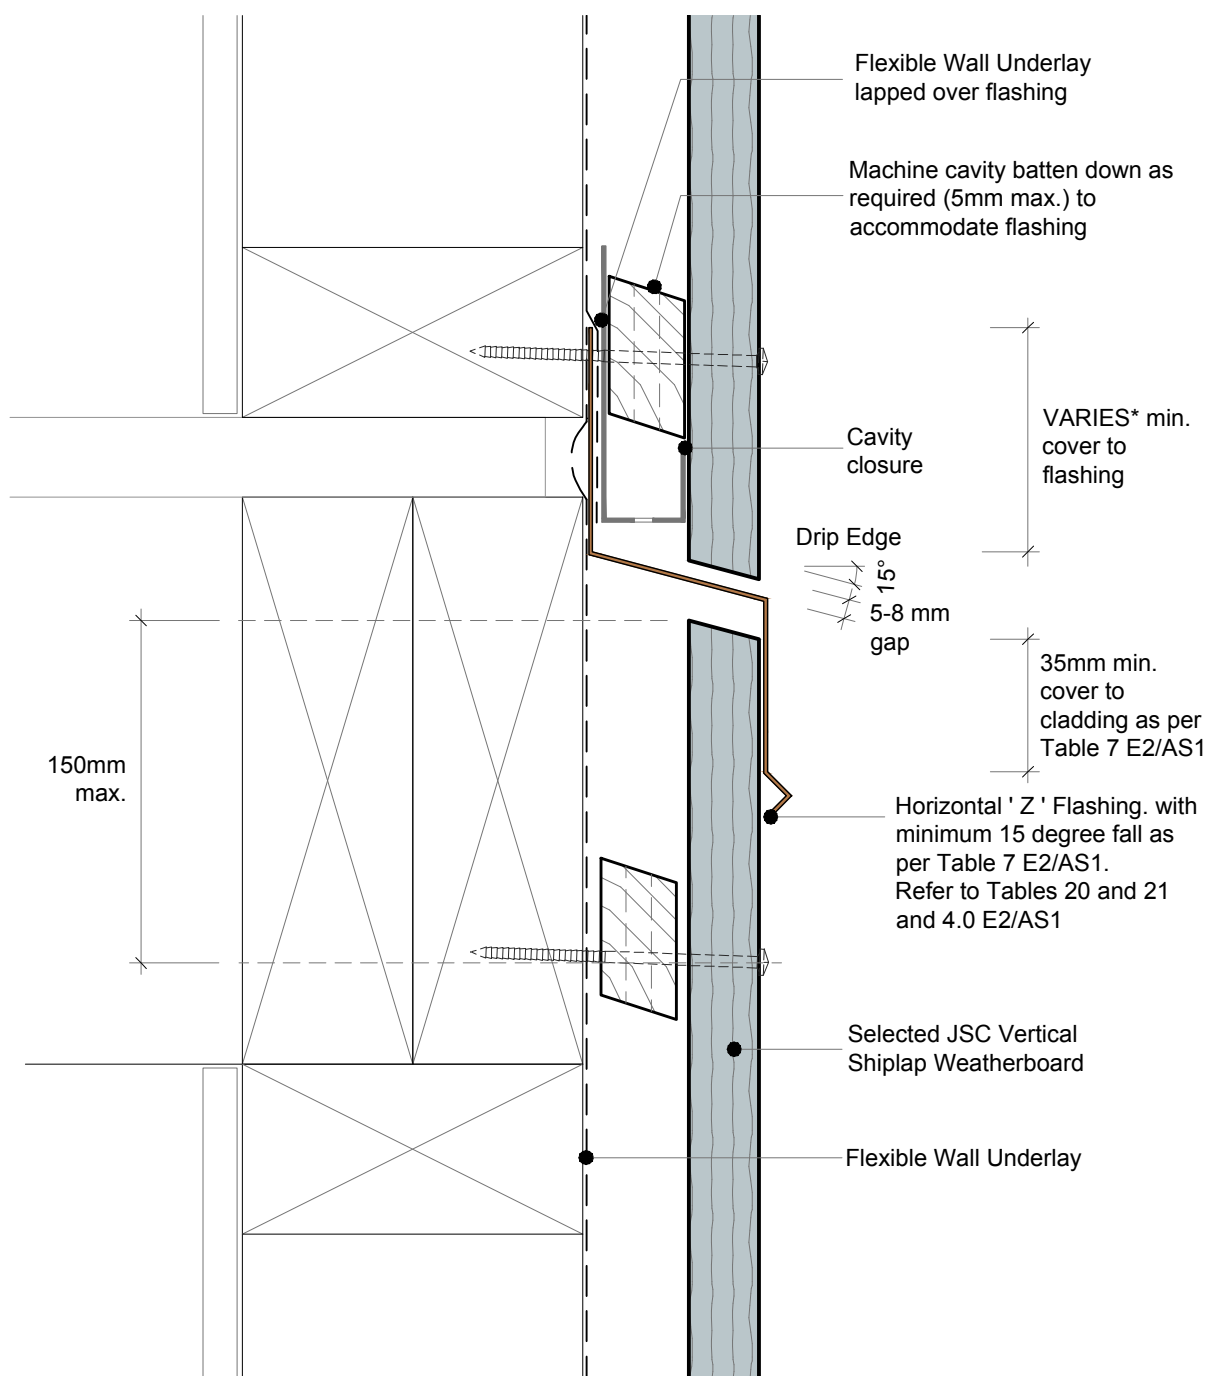 Flexible Wall Underlay
lapped over flashing
Machine cavity batten down as
required (5mm max.) to
accommodate flashing
VARIES* min.
cover to
flashing
Cavity
closure
Drip Edge
15°
5-8 mm
gap
35mm min.
cover to
cladding as per
Table 7 E2/AS1
150mm
max.
Horizontal ' Z ' Flashing. with
minimum 15 degree fall as
per Table 7 E2/AS1.
Refer to Tables 20 and 21
and 4.0 E2/AS1
Selected JSC Vertical
Shiplap Weatherboard
Flexible Wall Underlay